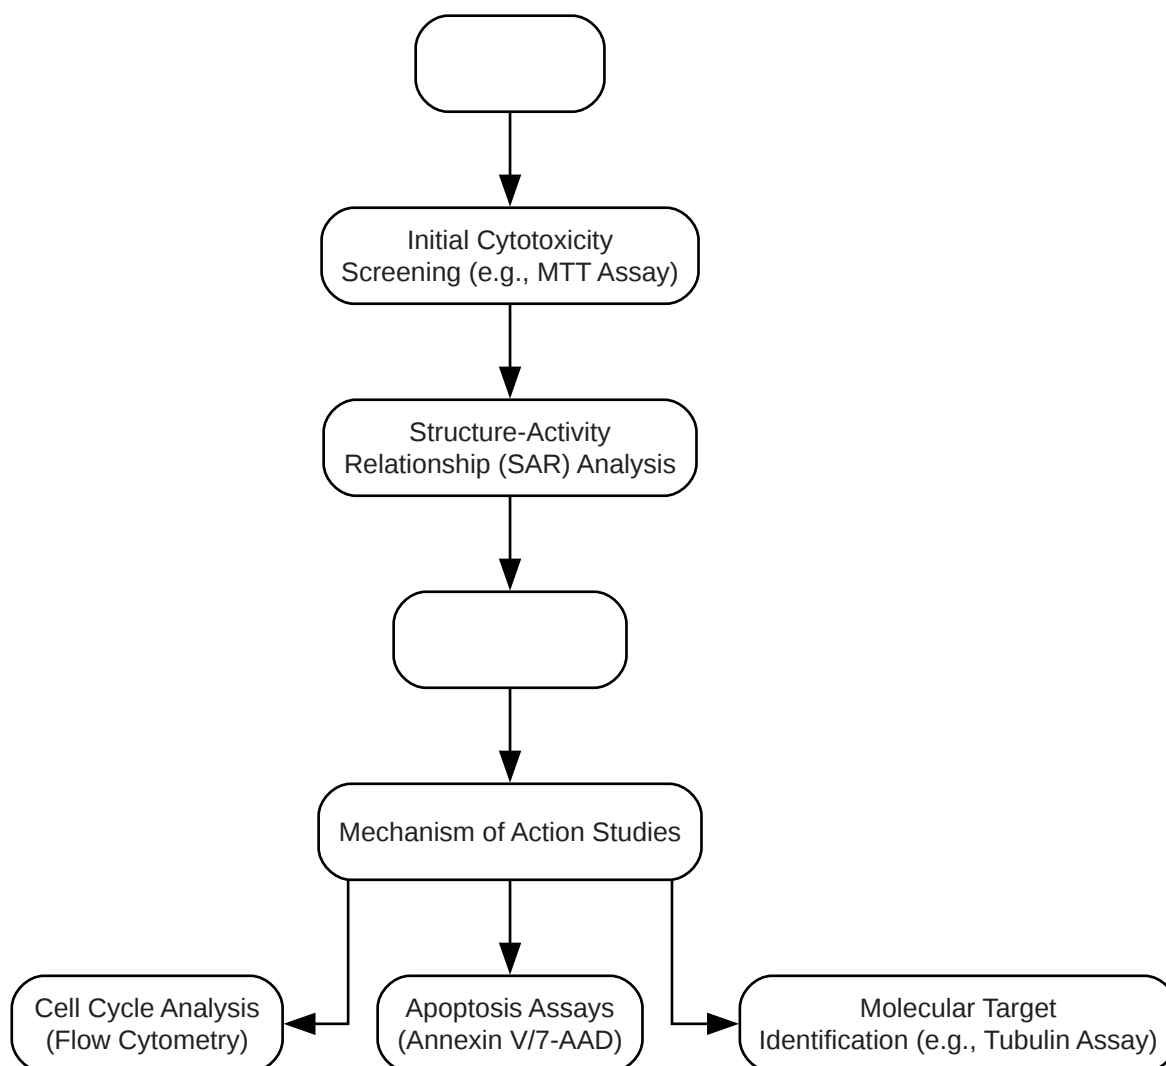 Initial Cytotoxicity
Screening (e.g., MTT Assay)
Structure-Activity
Relationship (SAR) Analysis
Mechanism of Action Studies
Cell Cycle Analysis
(Flow Cytometry)
Apoptosis Assays
(Annexin V/7-AAD)
Molecular Target
Identification (e.g., Tubulin Assay)